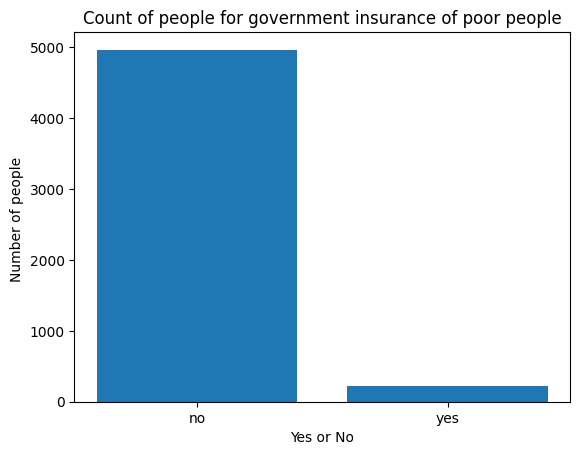 Count of people for government insurance of poor people
5000
4000
3000
2000
1000
0
Number of people
no yes
Yes or No